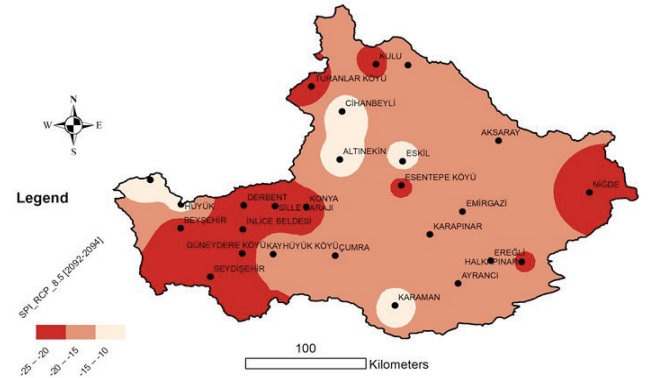 KULU
TURANLAR KÖYÜ
CİHANBEYLİ
AKSARAY
ALTINEKİN
ESKİL
ESENTEPE KÖYÜ
NİĞDE
N
W E
S
Legend
HÜYÜK
DERBENT
KONYA
SİLLE BARAJI
EMİRGAZİ
BEYŞEHİR
İNLİCE BELDESİ
KARAPINAR
GÜNEYDERE KÖYÜ
KAYHÜYÜK KÖYÜ
ÇUMRA
EREĞLİ
HALKAPINAR
SEYDİŞEHİR
AYRANCI
KARAMAN
SPI_RCP_8.5 [2092-2094]
-25 – -20
-20 – -15
-15 – -10
100
Kilometers